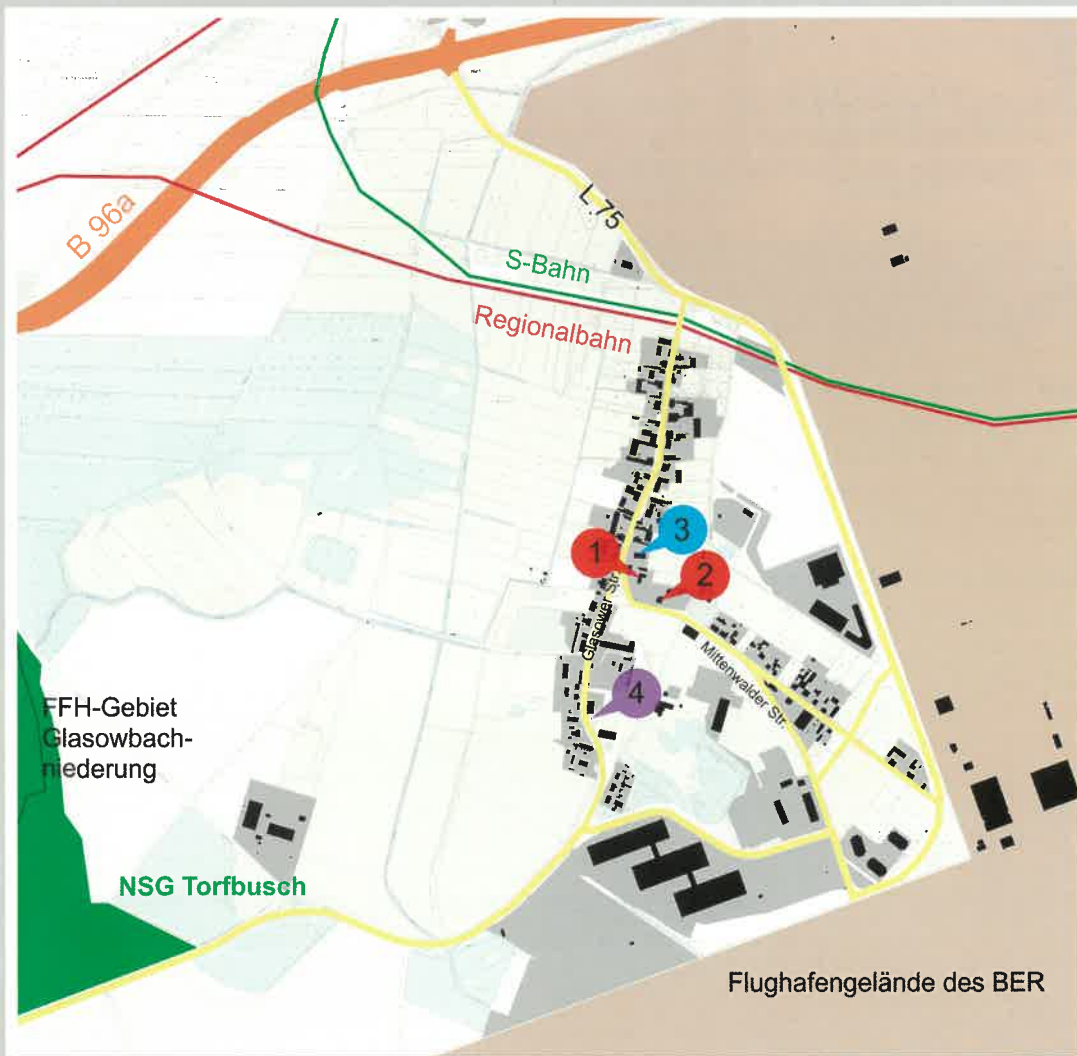 B 96a
L 75
S-Bahn
Regionalbahn
3
1
2
Glasower Str.
Mittenwalder Str.
4
FFH-Gebiet
Glasowbach-
niederung
NSG Torfbusch
Flughafengelände des BER